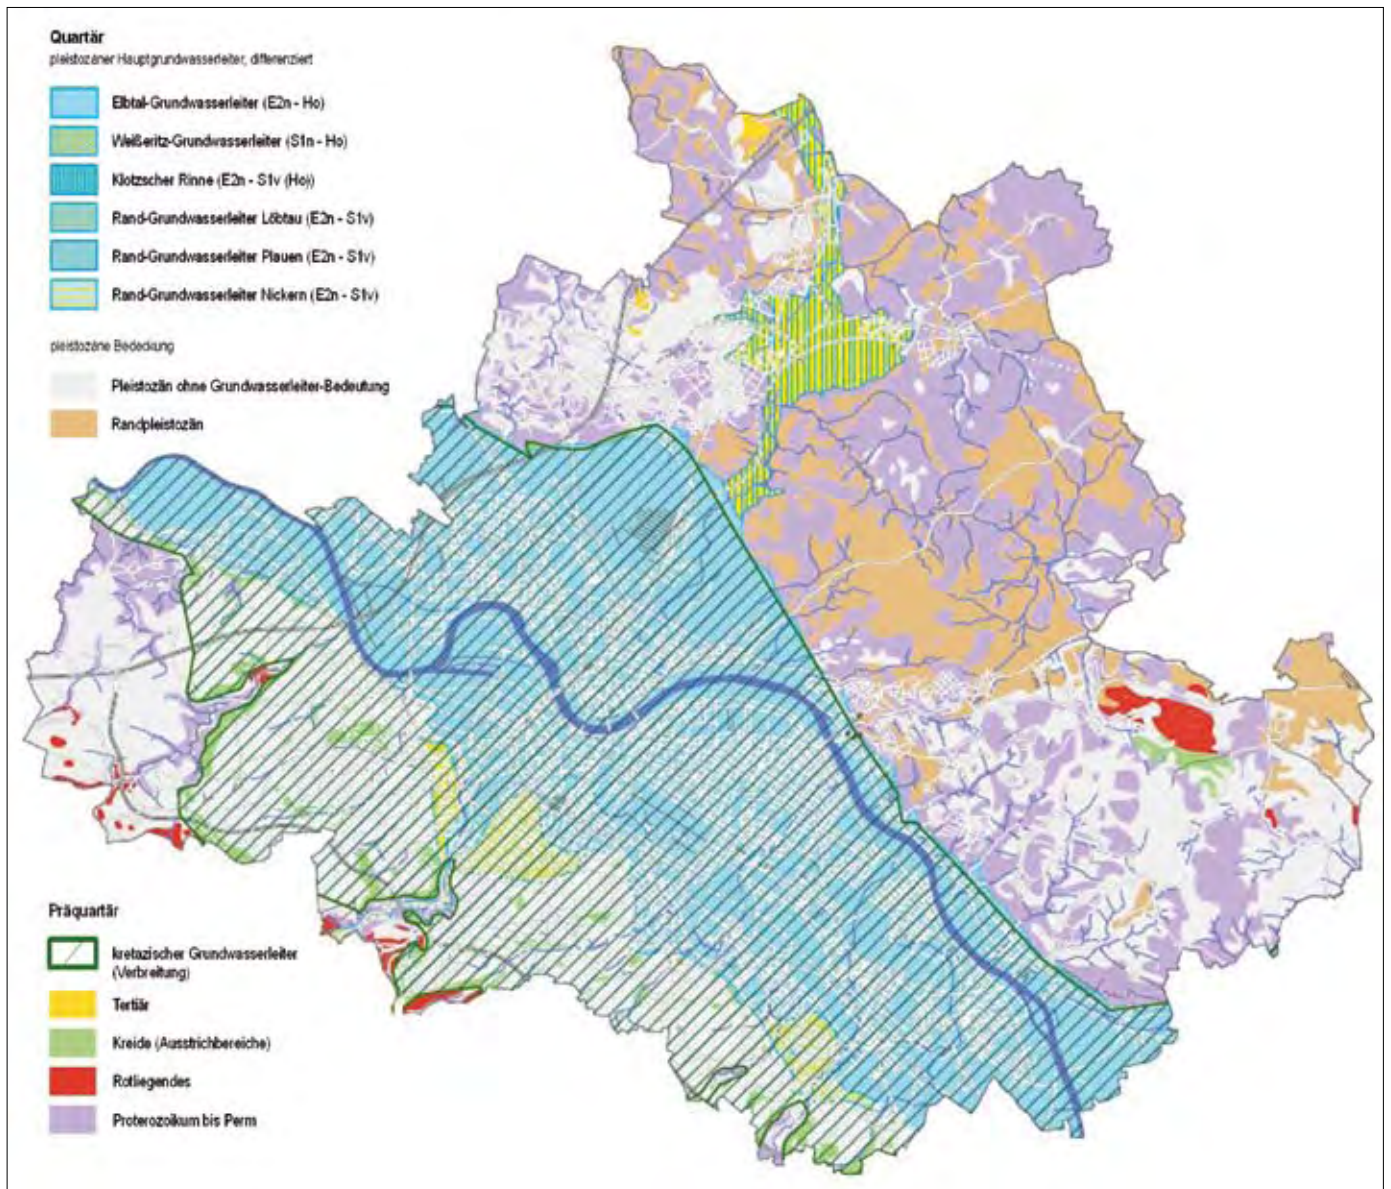 Quartär
pleistozäner Hauptgrundwasserleiter, differenziert
Elbtal-Grundwasserleiter (E2n - Ho)
Weißeritz-Grundwasserleiter (S1n - Ho)
Klotzscher Rinne (E2n - S1v (Ho))
Rand-Grundwasserleiter Löbtau (E2n - S1v)
Rand-Grundwasserleiter Plauen (E2n - S1v)
Rand-Grundwasserleiter Nickern (E2n - S1v)
pleistozäne Bedeckung
Pleistozän ohne Grundwasserleiter-Bedeutung
Randpleistozän
Präquartär
kretazischer Grundwasserleiter
(Verbreitung)
Tertiär
Kreide (Ausstrichbereiche)
Rotliegendes
Proterozoikum bis Perm